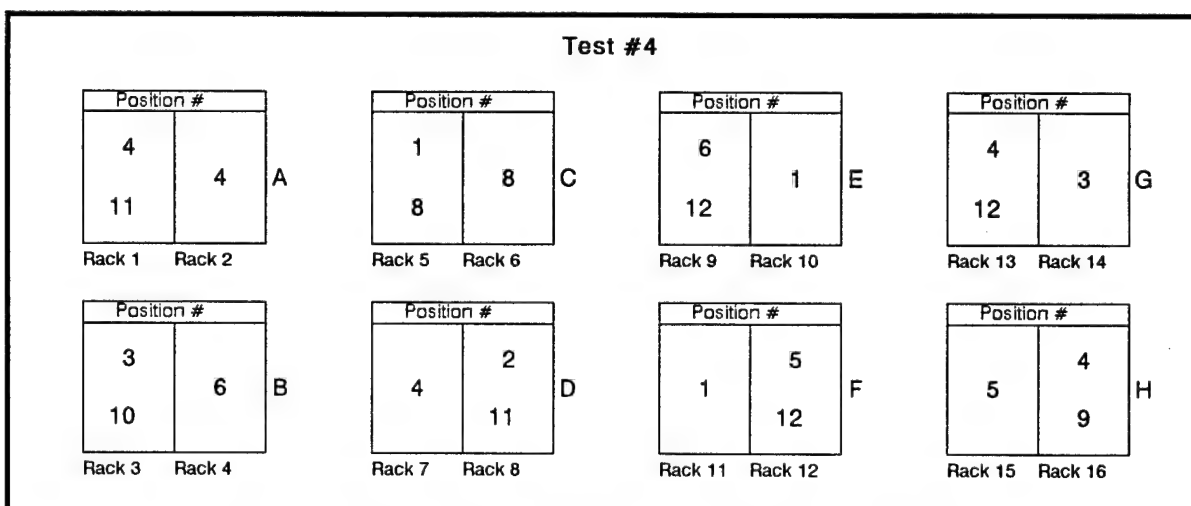 Test #4
Position # Position # Position # Position #
4 1 6 4
4 A 8 C 1 E 3 G
11 8 12 12
Rack 1 Rack 2 Rack 5 Rack 6 Rack 9 Rack 10 Rack 13 Rack 14
Position # Position # Position # Position #
3 2 5 4
6 B 4 D 1 F 5 H
10 11 12 9
Rack 3 Rack 4 Rack 7 Rack 8 Rack 11 Rack 12 Rack 15 Rack 16